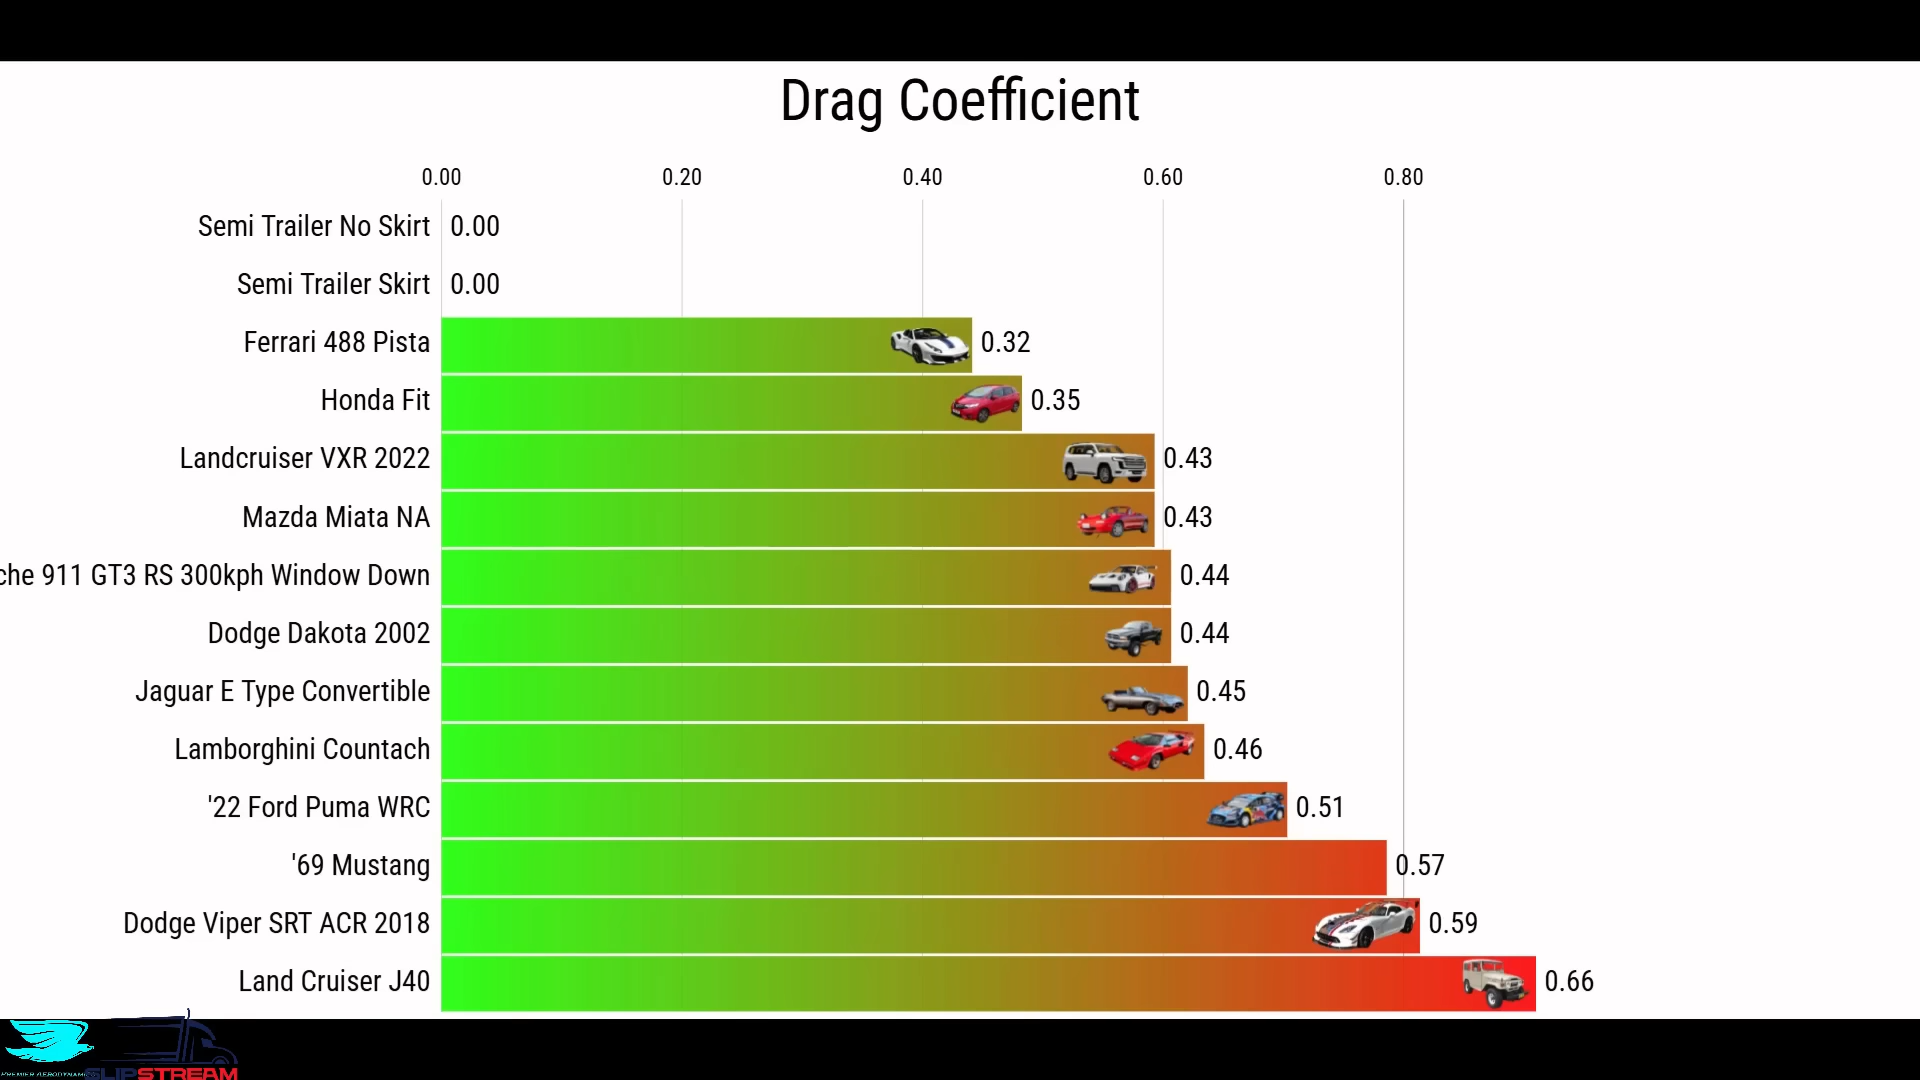 Drag Coefficient
0.00 0.20 0.40 0.60 0.80
Semi Trailer No Skirt 0.00
Semi Trailer Skirt 0.00
Ferrari 488 Pista 0.32
Honda Fit 0.35
Landcruiser VXR 2022 0.43
Mazda Miata NA 0.43
che 911 GT3 RS 300kph Window Down 0.44
Dodge Dakota 2002 0.44
Jaguar E Type Convertible 0.45
Lamborghini Countach 0.46
'22 Ford Puma WRC 0.51
'69 Mustang 0.57
Dodge Viper SRT ACR 2018 0.59
Land Cruiser J40 0.66
SLIPSTREAM